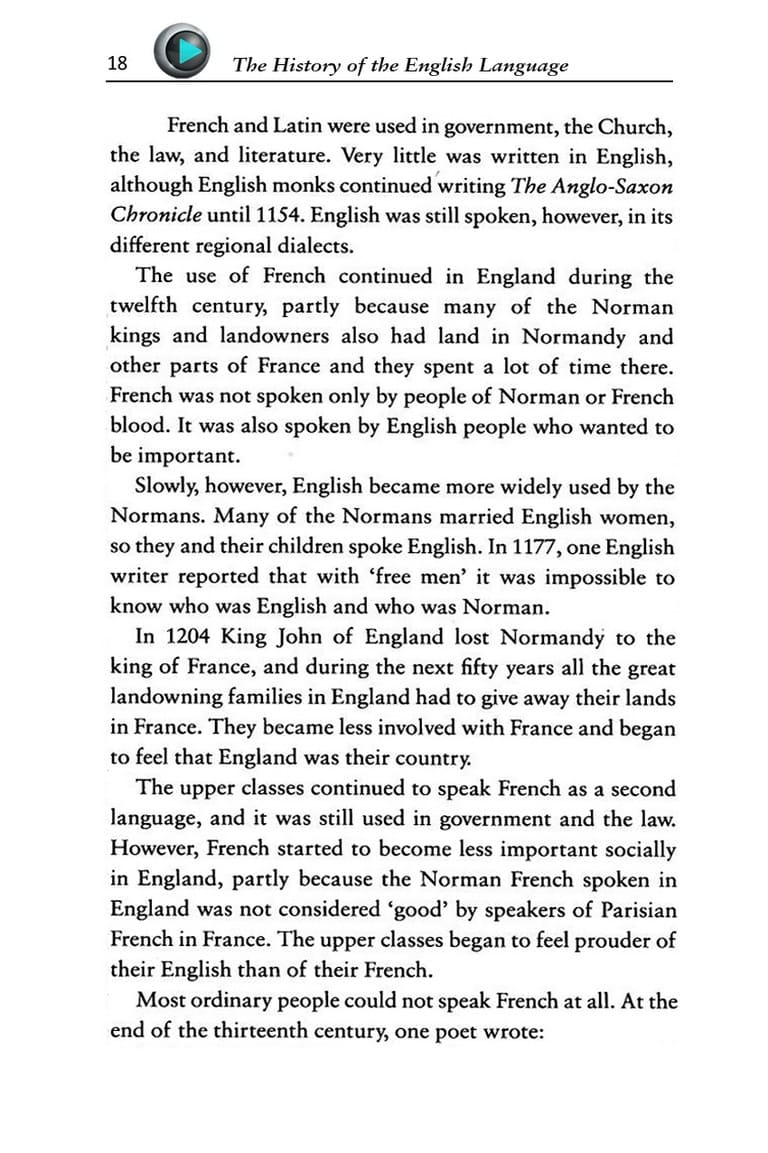 18 The History of the English Language
French and Latin were used in government, the Church,
the law, and literature. Very little was written in English,
although English monks continued writing The Anglo-Saxon
Chronicle until 1154. English was still spoken, however, in its
different regional dialects.
The use of French continued in England during the
twelfth century, partly because many of the Norman
kings and landowners also had land in Normandy and
other parts of France and they spent a lot of time there.
French was not spoken only by people of Norman or French
blood. It was also spoken by English people who wanted to
be important.
Slowly, however, English became more widely used by the
Normans. Many of the Normans married English women,
so they and their children spoke English. In 1177, one English
writer reported that with ‘free men’ it was impossible to
know who was English and who was Norman.
In 1204 King John of England lost Normandy to the
king of France, and during the next fifty years all the great
landowning families in England had to give away their lands
in France. They became less involved with France and began
to feel that England was their country.
The upper classes continued to speak French as a second
language, and it was still used in government and the law.
However, French started to become less important socially
in England, partly because the Norman French spoken in
England was not considered ‘good’ by speakers of Parisian
French in France. The upper classes began to feel prouder of
their English than of their French.
Most ordinary people could not speak French at all. At the
end of the thirteenth century, one poet wrote: